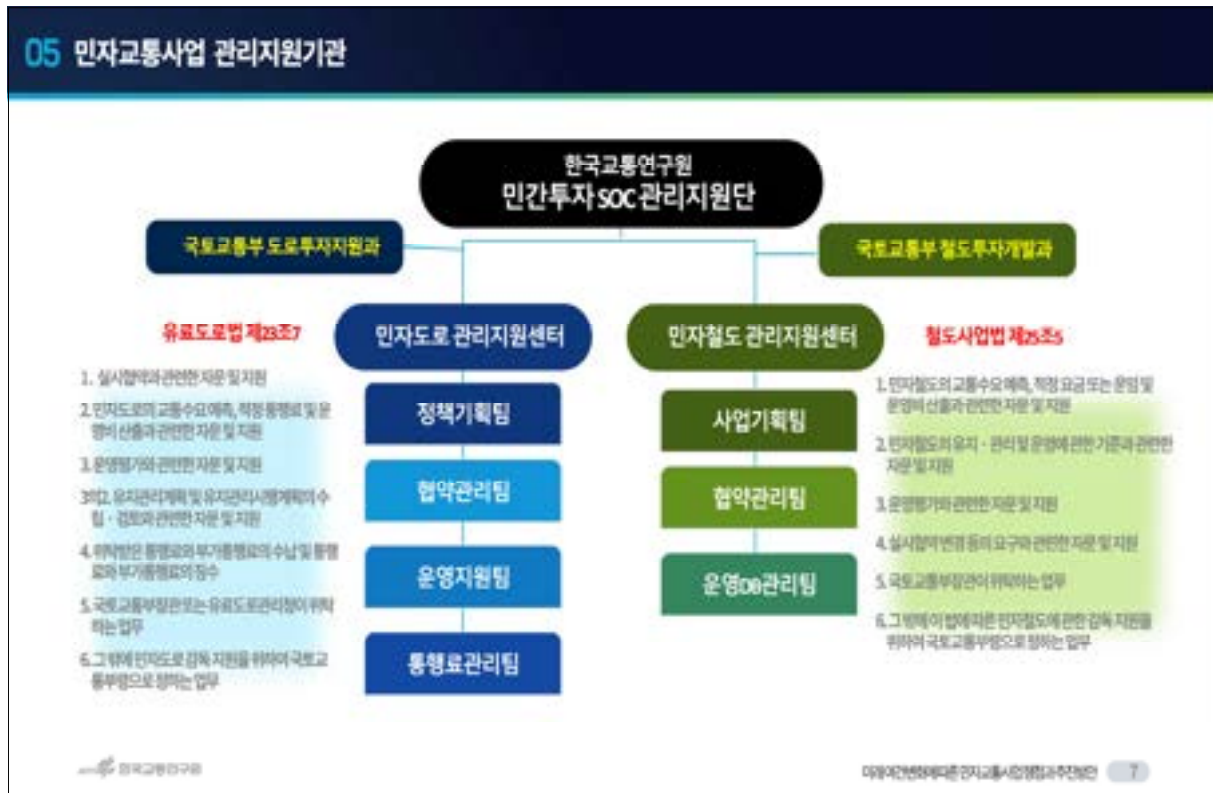 05 민자교통사업 관리지원기관
한국교통연구원
민간투자 SOC 관리지원단
국토교통부 도로투자지원과
국토교통부 철도투자개발과
유료도로법 제23조7
민자도로 관리지원센터
민자철도 관리지원센터
철도사업법 제25조5
1. 실시협약과 관련한 자문 및 지원
2. 민자도로의 교통수요 예측, 적정 통행료 및 운
영비 산출과 관련한 자문 및 지원
3. 운영평가와 관련한 자문 및 지원
3의2. 유지관리계획 및 유지관리시행계획의 수
립 · 검토와 관련한 자문 및 지원
4. 위탁받은 통행료와 부가통행료의 수납 및 통행
료와 부가통행료의 징수
5. 국토교통부장관 또는 유료도로관리청이 위탁
하는 업무
6. 그 밖에 민자도로 감독 지원을 위하여 국토교
통부령으로 정하는 업무
정책기획팀
협약관리팀
운영지원팀
통행료관리팀
사업기획팀
협약관리팀
운영DB관리팀
1. 민자철도의 교통수요 예측, 적정 요금 또는 운임 및
운영비 산출과 관련한 자문 및 지원
2. 민자철도의 유지 · 관리 및 운영에 관한 기준과 관련한
자문 및 지원
3. 운영평가와 관련한 자문 및 지원
4. 실시협약 변경 등의 요구와 관련한 자문 및 지원
5. 국토교통부장관이 위탁하는 업무
6. 그 밖에 이 법에 따른 민자철도에 관한 감독 지원을
위하여 국토교통부령으로 정하는 업무
한국교통연구원
미래 여건변화에 따른 민자교통사업 쟁점과 추진방안 7